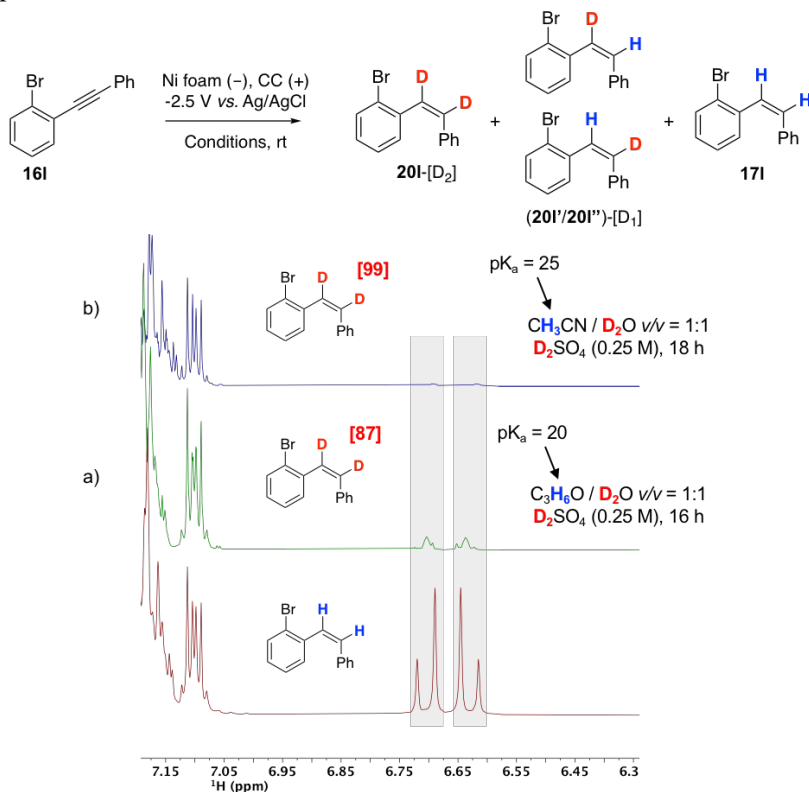 Br
Ph
16l
Ni foam (−), CC (+)
-2.5 V vs. Ag/AgCl
Conditions, rt
Br
D
D
Ph
20l-[D2]
+
Br
D
H
Ph
Br
H
D
Ph
(20l'/20l'')-[D1]
+
Br
H
H
Ph
17l
b)
Br
D
[99]
D
Ph
pKa = 25
CH3CN / D2O v/v = 1:1
D2SO4 (0.25 M), 18 h
a)
Br
D
[87]
D
Ph
pKa = 20
C3H6O / D2O v/v = 1:1
D2SO4 (0.25 M), 16 h
Br
H
H
Ph
7.15 7.05 6.95 6.85 6.75 6.65 6.55 6.45 6.3
1H (ppm)